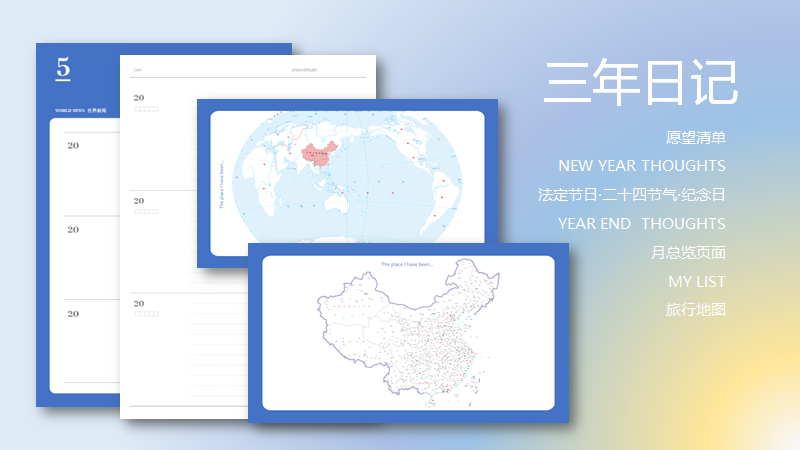 5
WORLD NEWS 世界新闻
20
20
20
DAY
ANNIVERSARY
20
20
20
The place I have been...
The place I have been...
三年日记
愿望清单
NEW YEAR THOUGHTS
法定节日·二十四节气·纪念日
YEAR END THOUGHTS
月总览页面
MY LIST
旅行地图